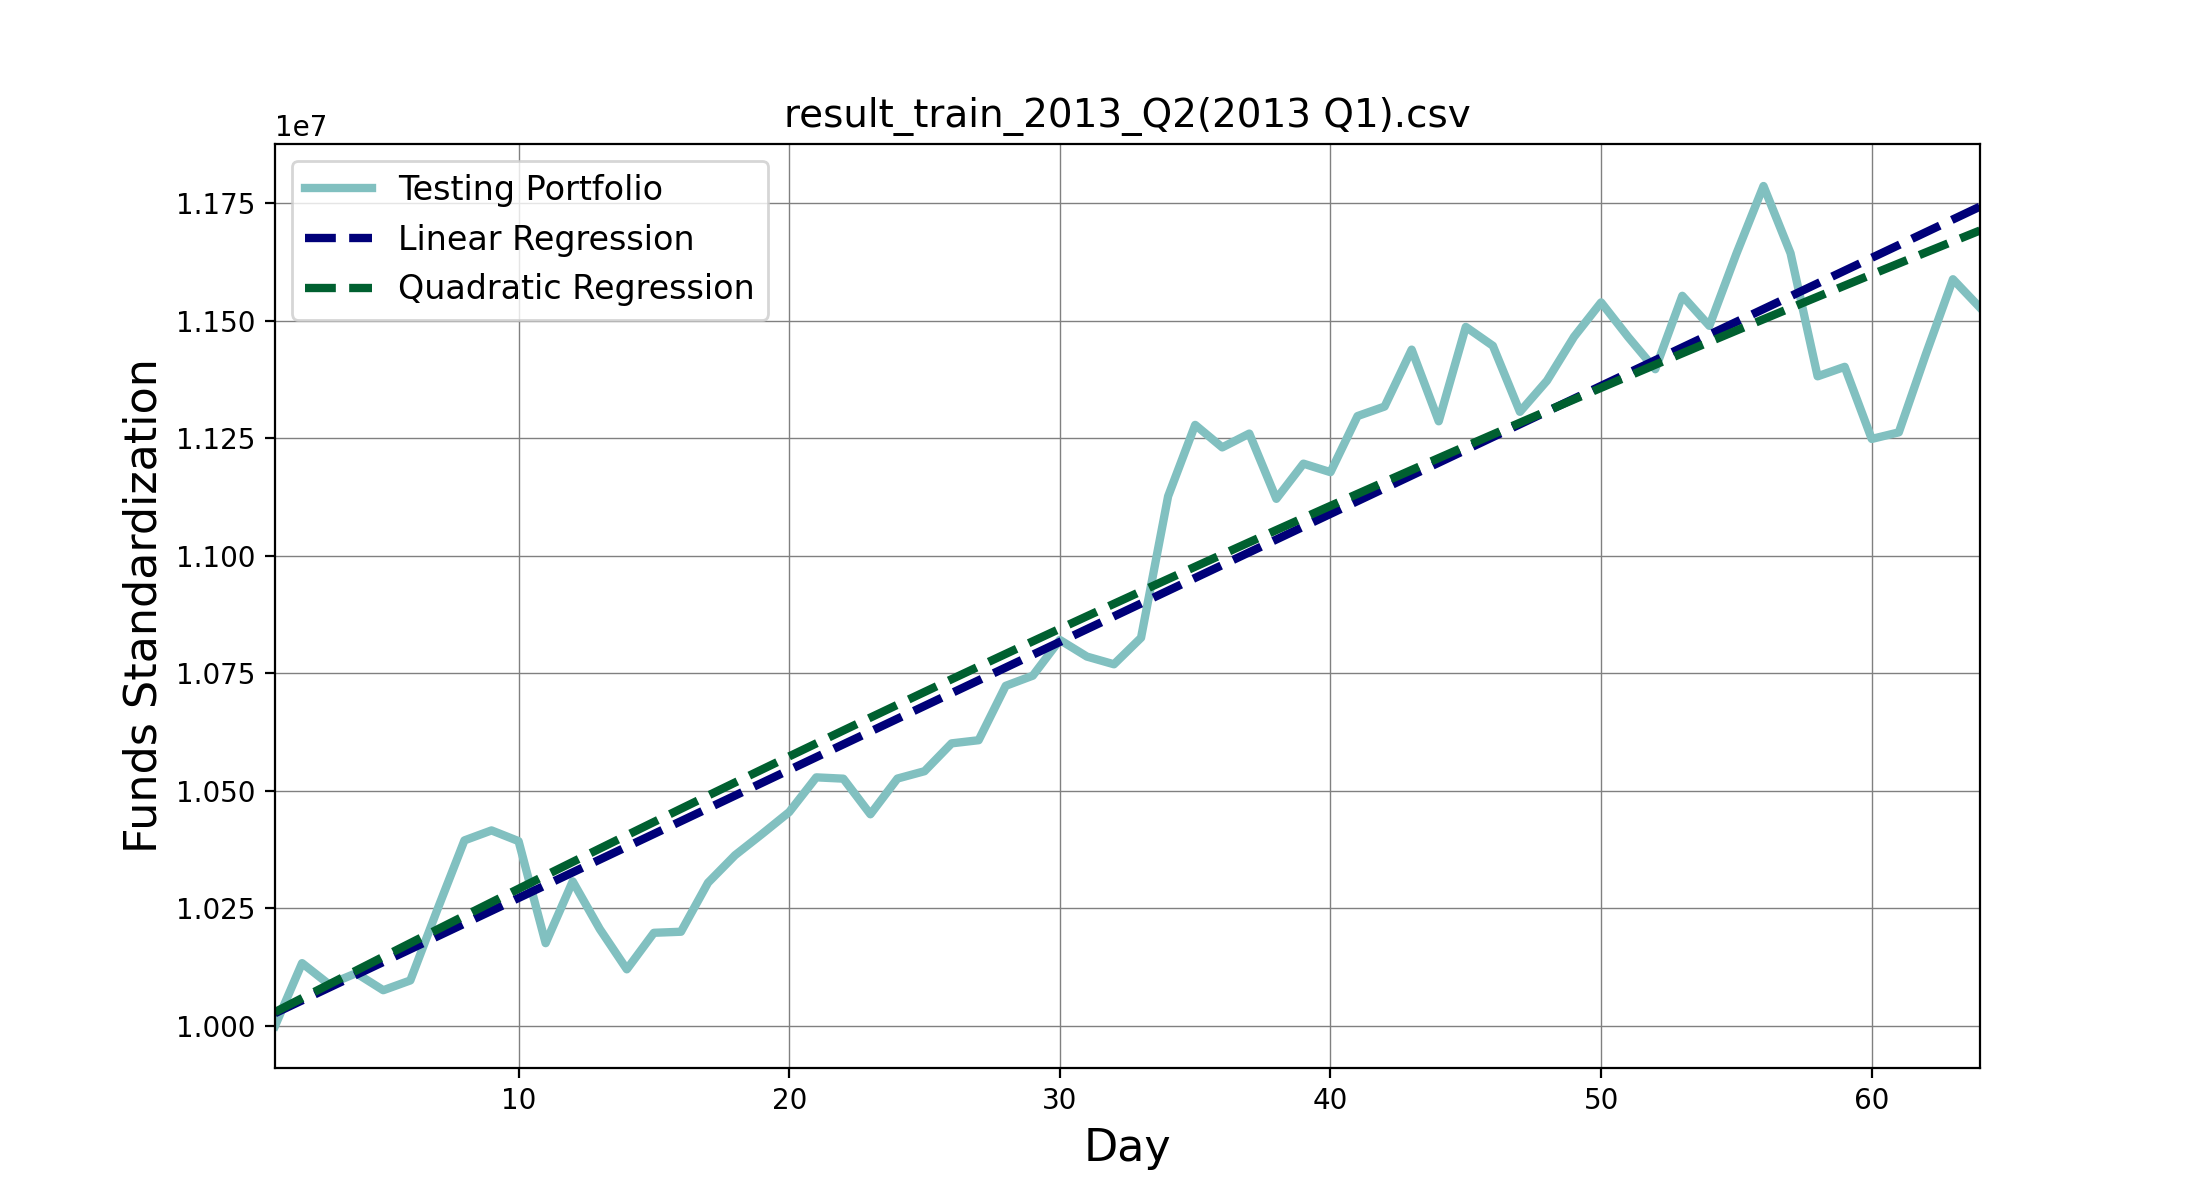 result_train_2013_Q2(2013 Q1).csv
1e7
Testing Portfolio
Linear Regression
Quadratic Regression
1.175
1.150
1.125
1.100
1.075
1.050
1.025
1.000
Funds Standardization
10 20 30 40 50 60
Day